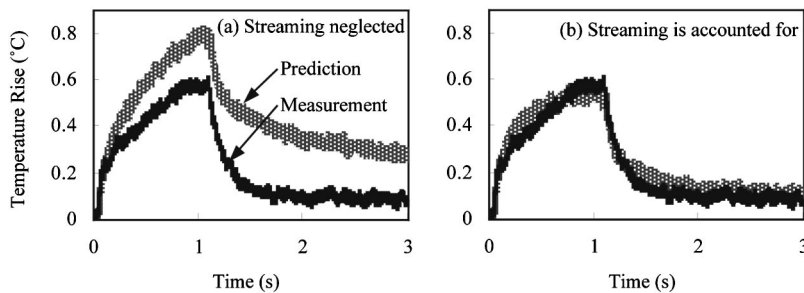 (a) Streaming neglected
Prediction
Measurement
Temperature Rise (˚C)
0.8
0.6
0.4
0.2
0
0
1
2
3
Time (s)
(b) Streaming is accounted for
0.8
0.6
0.4
0.2
0
0
1
2
3
Time (s)